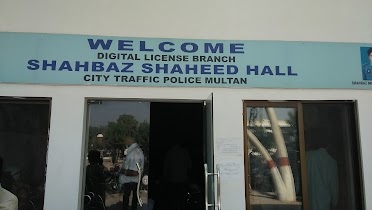 WELCOME
DIGITAL LICENSE BRANCH
SHAHBAZ SHAHEED HALL
CITY TRAFFIC POLICE MULTAN